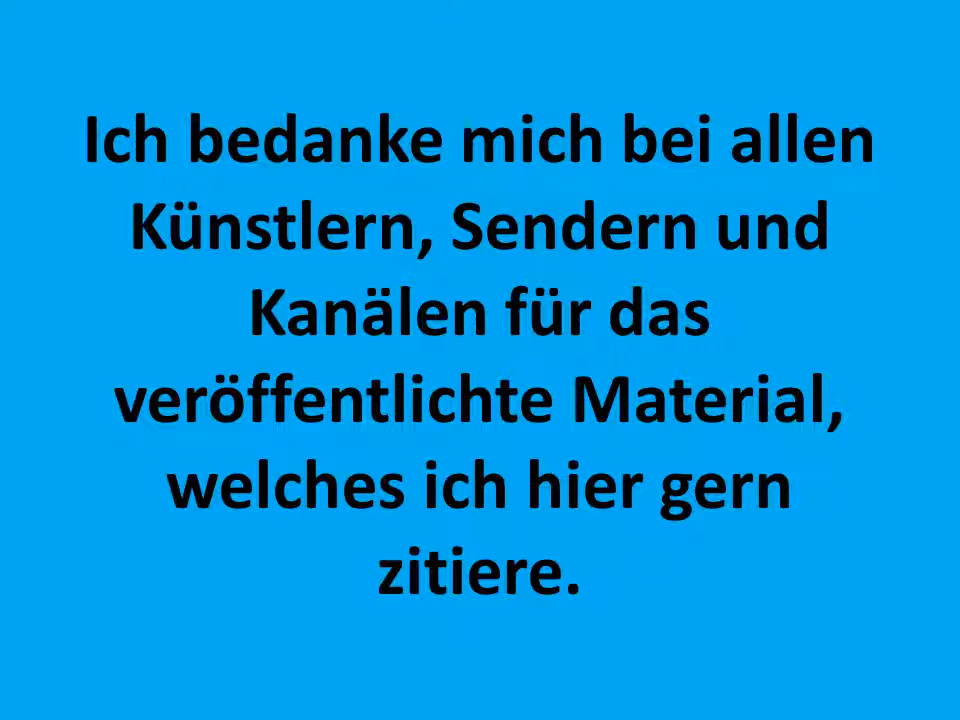 Ich bedanke mich bei allen
Künstlern, Sendern und
Kanälen für das
veröffentlichte Material,
welches ich hier gern
zitiere.